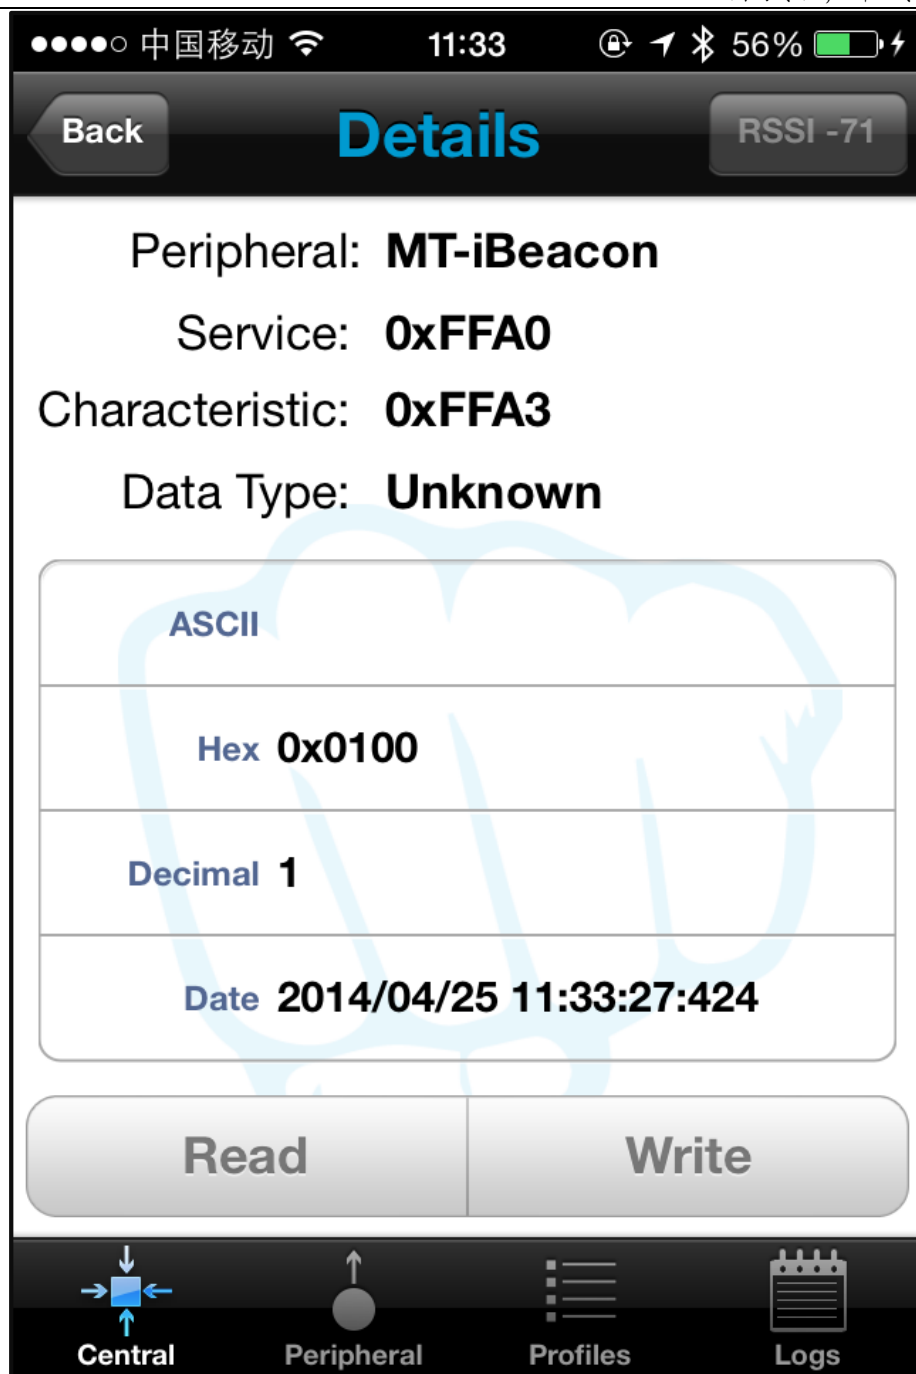 中国移动 11:33 56%
Back Details RSSI -71
Peripheral: MT-iBeacon
Service: 0xFFA0
Characteristic: 0xFFA3
Data Type: Unknown
ASCII
Hex 0x0100
Decimal 1
Date 2014/04/25 11:33:27:424
Read Write
Central Peripheral Profiles Logs